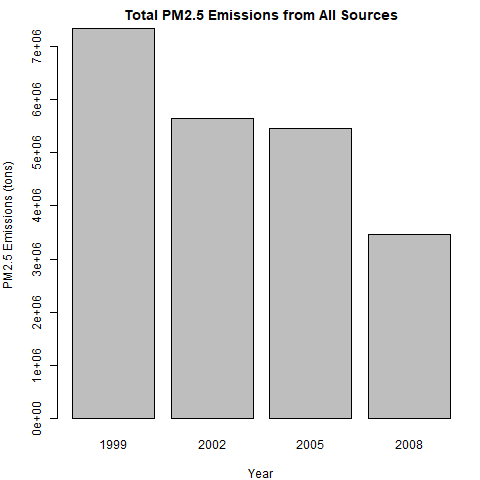 Total PM2.5 Emissions from All Sources
PM2.5 Emissions (tons)
7e+06
6e+06
5e+06
4e+06
3e+06
2e+06
1e+06
0e+00
1999 2002 2005 2008
Year